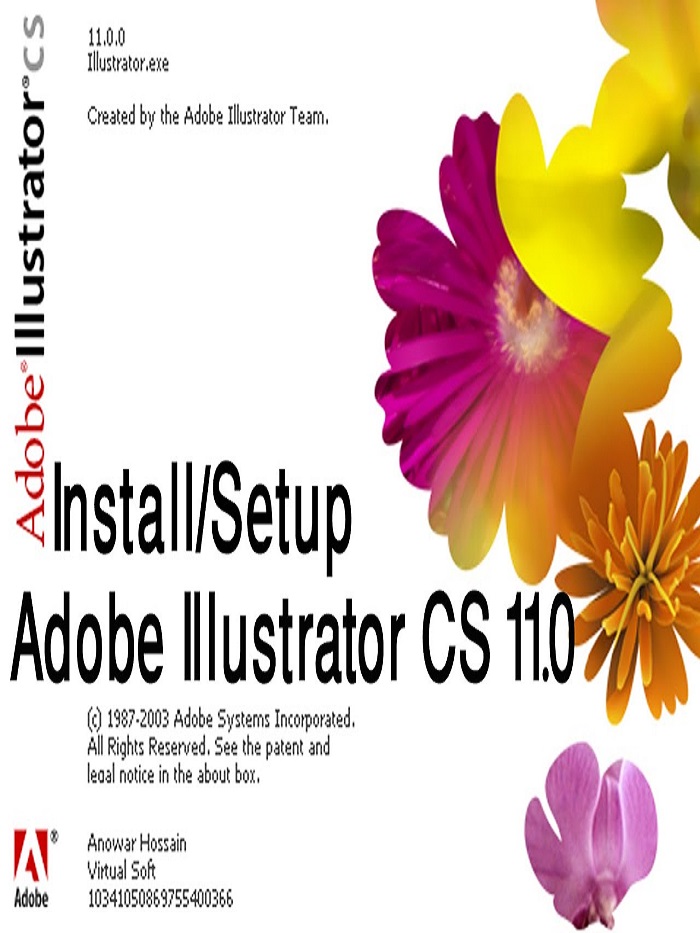 Adobe® Illustrator® CS
11.0.0
Illustrator.exe
Created by the Adobe Illustrator Team.
Install/Setup
Adobe Illustrator CS 11.0
(c) 1987-2003 Adobe Systems Incorporated.
All Rights Reserved. See the patent and
legal notice in the about box.
Anowar Hossain
Virtual Soft
10341050869755400366
®
Adobe